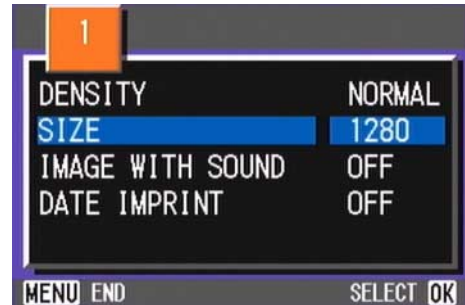 1
DENSITY NORMAL
SIZE 1280
IMAGE WITH SOUND OFF
DATE IMPRINT OFF
MENU END SELECT OK